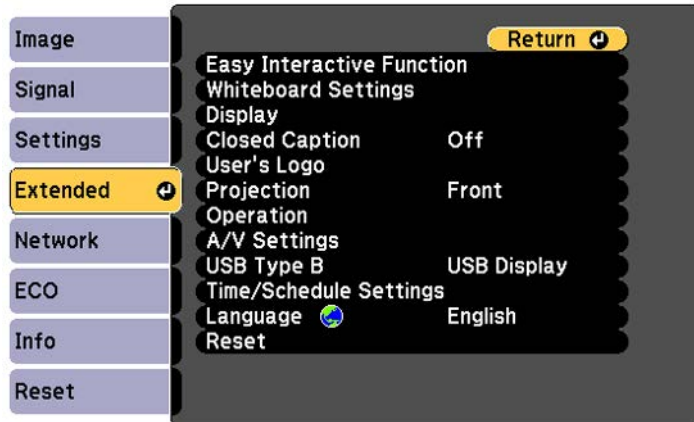 Image
Signal
Settings
Extended
Network
ECO
Info
Reset
Return
Easy Interactive Function
Whiteboard Settings
Display
Closed Caption Off
User's Logo
Projection Front
Operation
A/V Settings
USB Type B USB Display
Time/Schedule Settings
Language English
Reset